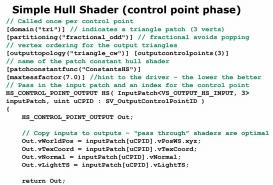 Simple Hull Shader (control point phase)
// Called once per control point
[domain("tri")] // indicates a triangle patch (3 verts)
[partitioning("fractional_odd")] // fractional avoids popping
// vertex ordering for the output triangles
[outputtopology("triangle_cw")] [outputcontrolpoints(3)]
// name of the patch constant hull shader
[patchconstantfunc("ConstantsHS")]
[maxtessfactor(7.0)] //hint to the driver – the lower the better
// Pass in the input patch and an index for the control point
HS_CONTROL_POINT_OUTPUT HS( InputPatch<VS_OUTPUT_HS_INPUT, 3>
inputPatch, uint uCPID : SV_OutputControlPointID )
{
HS_CONTROL_POINT_OUTPUT Out;
// Copy inputs to outputs – "pass through" shaders are optimal
Out.vWorldPos = inputPatch[uCPID].vPosWS.xyz;
Out.vTexCoord = inputPatch[uCPID].vTexCoord;
Out.vNormal = inputPatch[uCPID].vNormal;
Out.vLightTS = inputPatch[uCPID].vLightTS;
return Out;